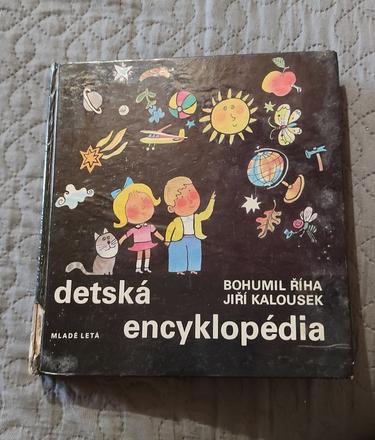 detská
BOHUMIL ŘÍHA
JIŘÍ KALOUSEK
MLADÉ LETÁ
encyklopédia